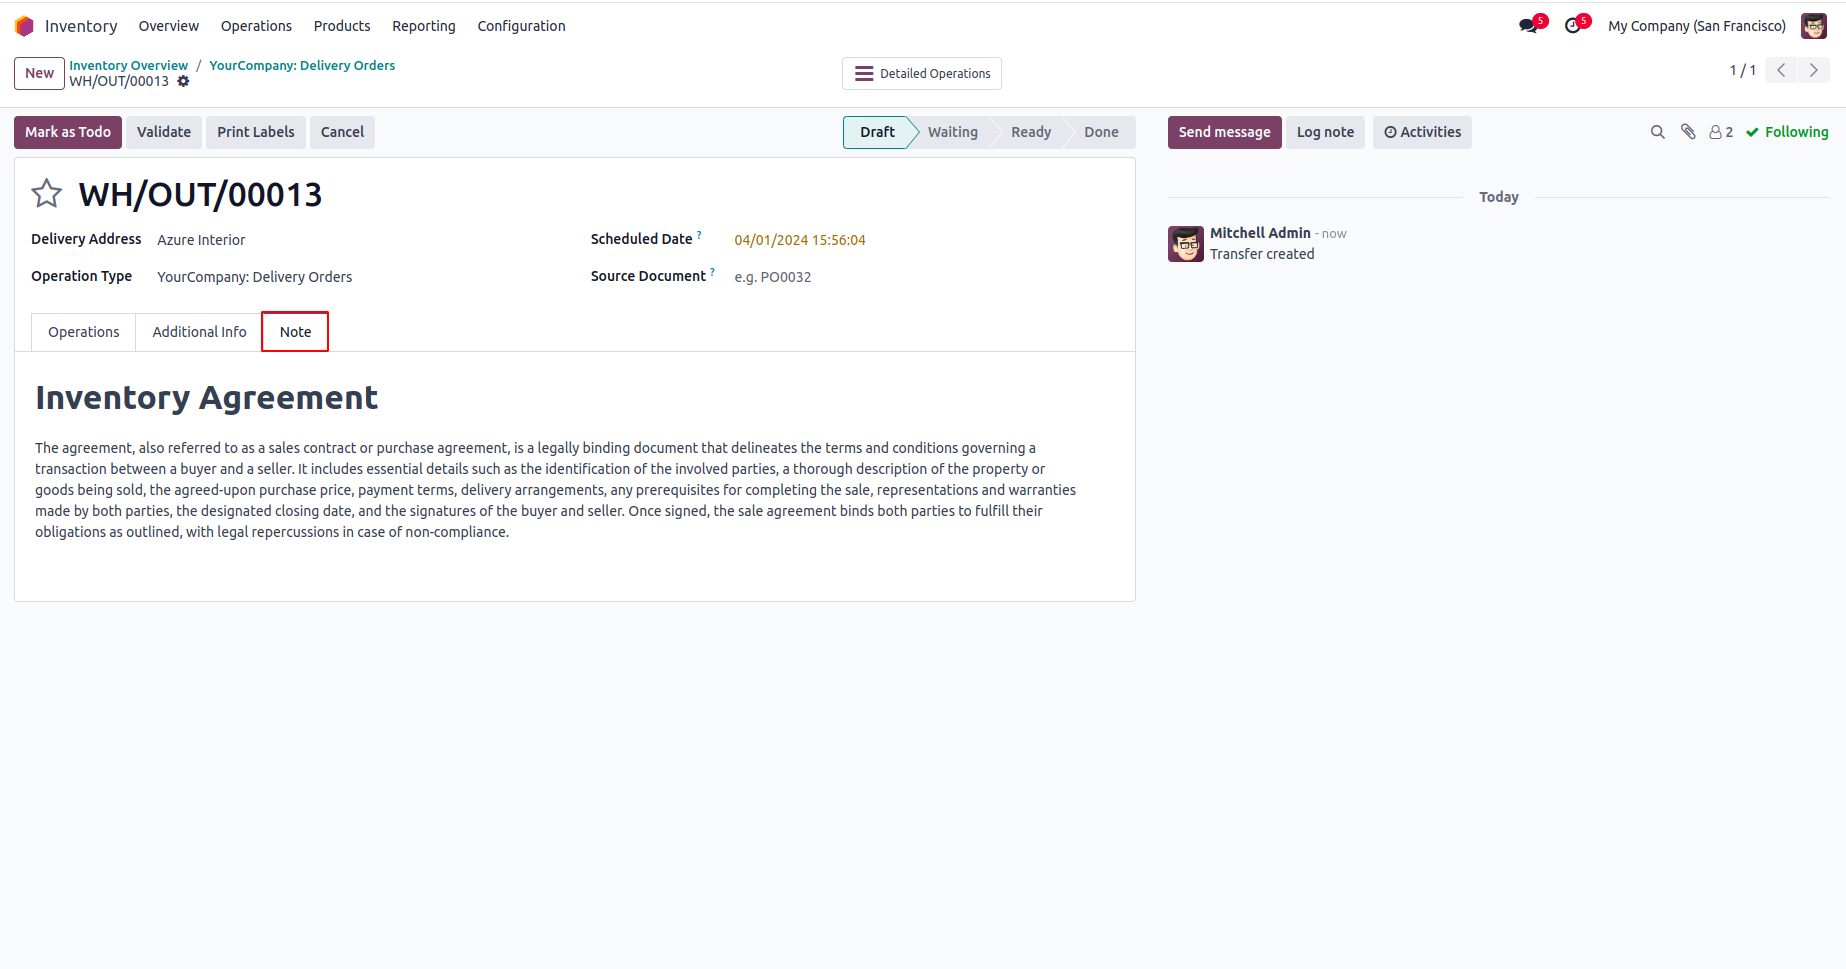 Inventory Overview Operations Products Reporting Configuration 5 5 My Company (San Francisco)
New Inventory Overview / YourCompany: Delivery Orders
WH/OUT/00013
Detailed Operations
1 / 1
Mark as Todo Validate Print Labels Cancel Draft Waiting Ready Done Send message Log note Activities 2 Following
WH/OUT/00013
Today
Delivery Address Azure Interior Scheduled Date ? 04/01/2024 15:56:04
Mitchell Admin - now
Transfer created
Operation Type YourCompany: Delivery Orders Source Document ? e.g. PO0032
Operations Additional Info Note
Inventory Agreement
The agreement, also referred to as a sales contract or purchase agreement, is a legally binding document that delineates the terms and conditions governing a
transaction between a buyer and a seller. It includes essential details such as the identification of the involved parties, a thorough description of the property or
goods being sold, the agreed-upon purchase price, payment terms, delivery arrangements, any prerequisites for completing the sale, representations and warranties
made by both parties, the designated closing date, and the signatures of the buyer and seller. Once signed, the sale agreement binds both parties to fulfill their
obligations as outlined, with legal repercussions in case of non-compliance.